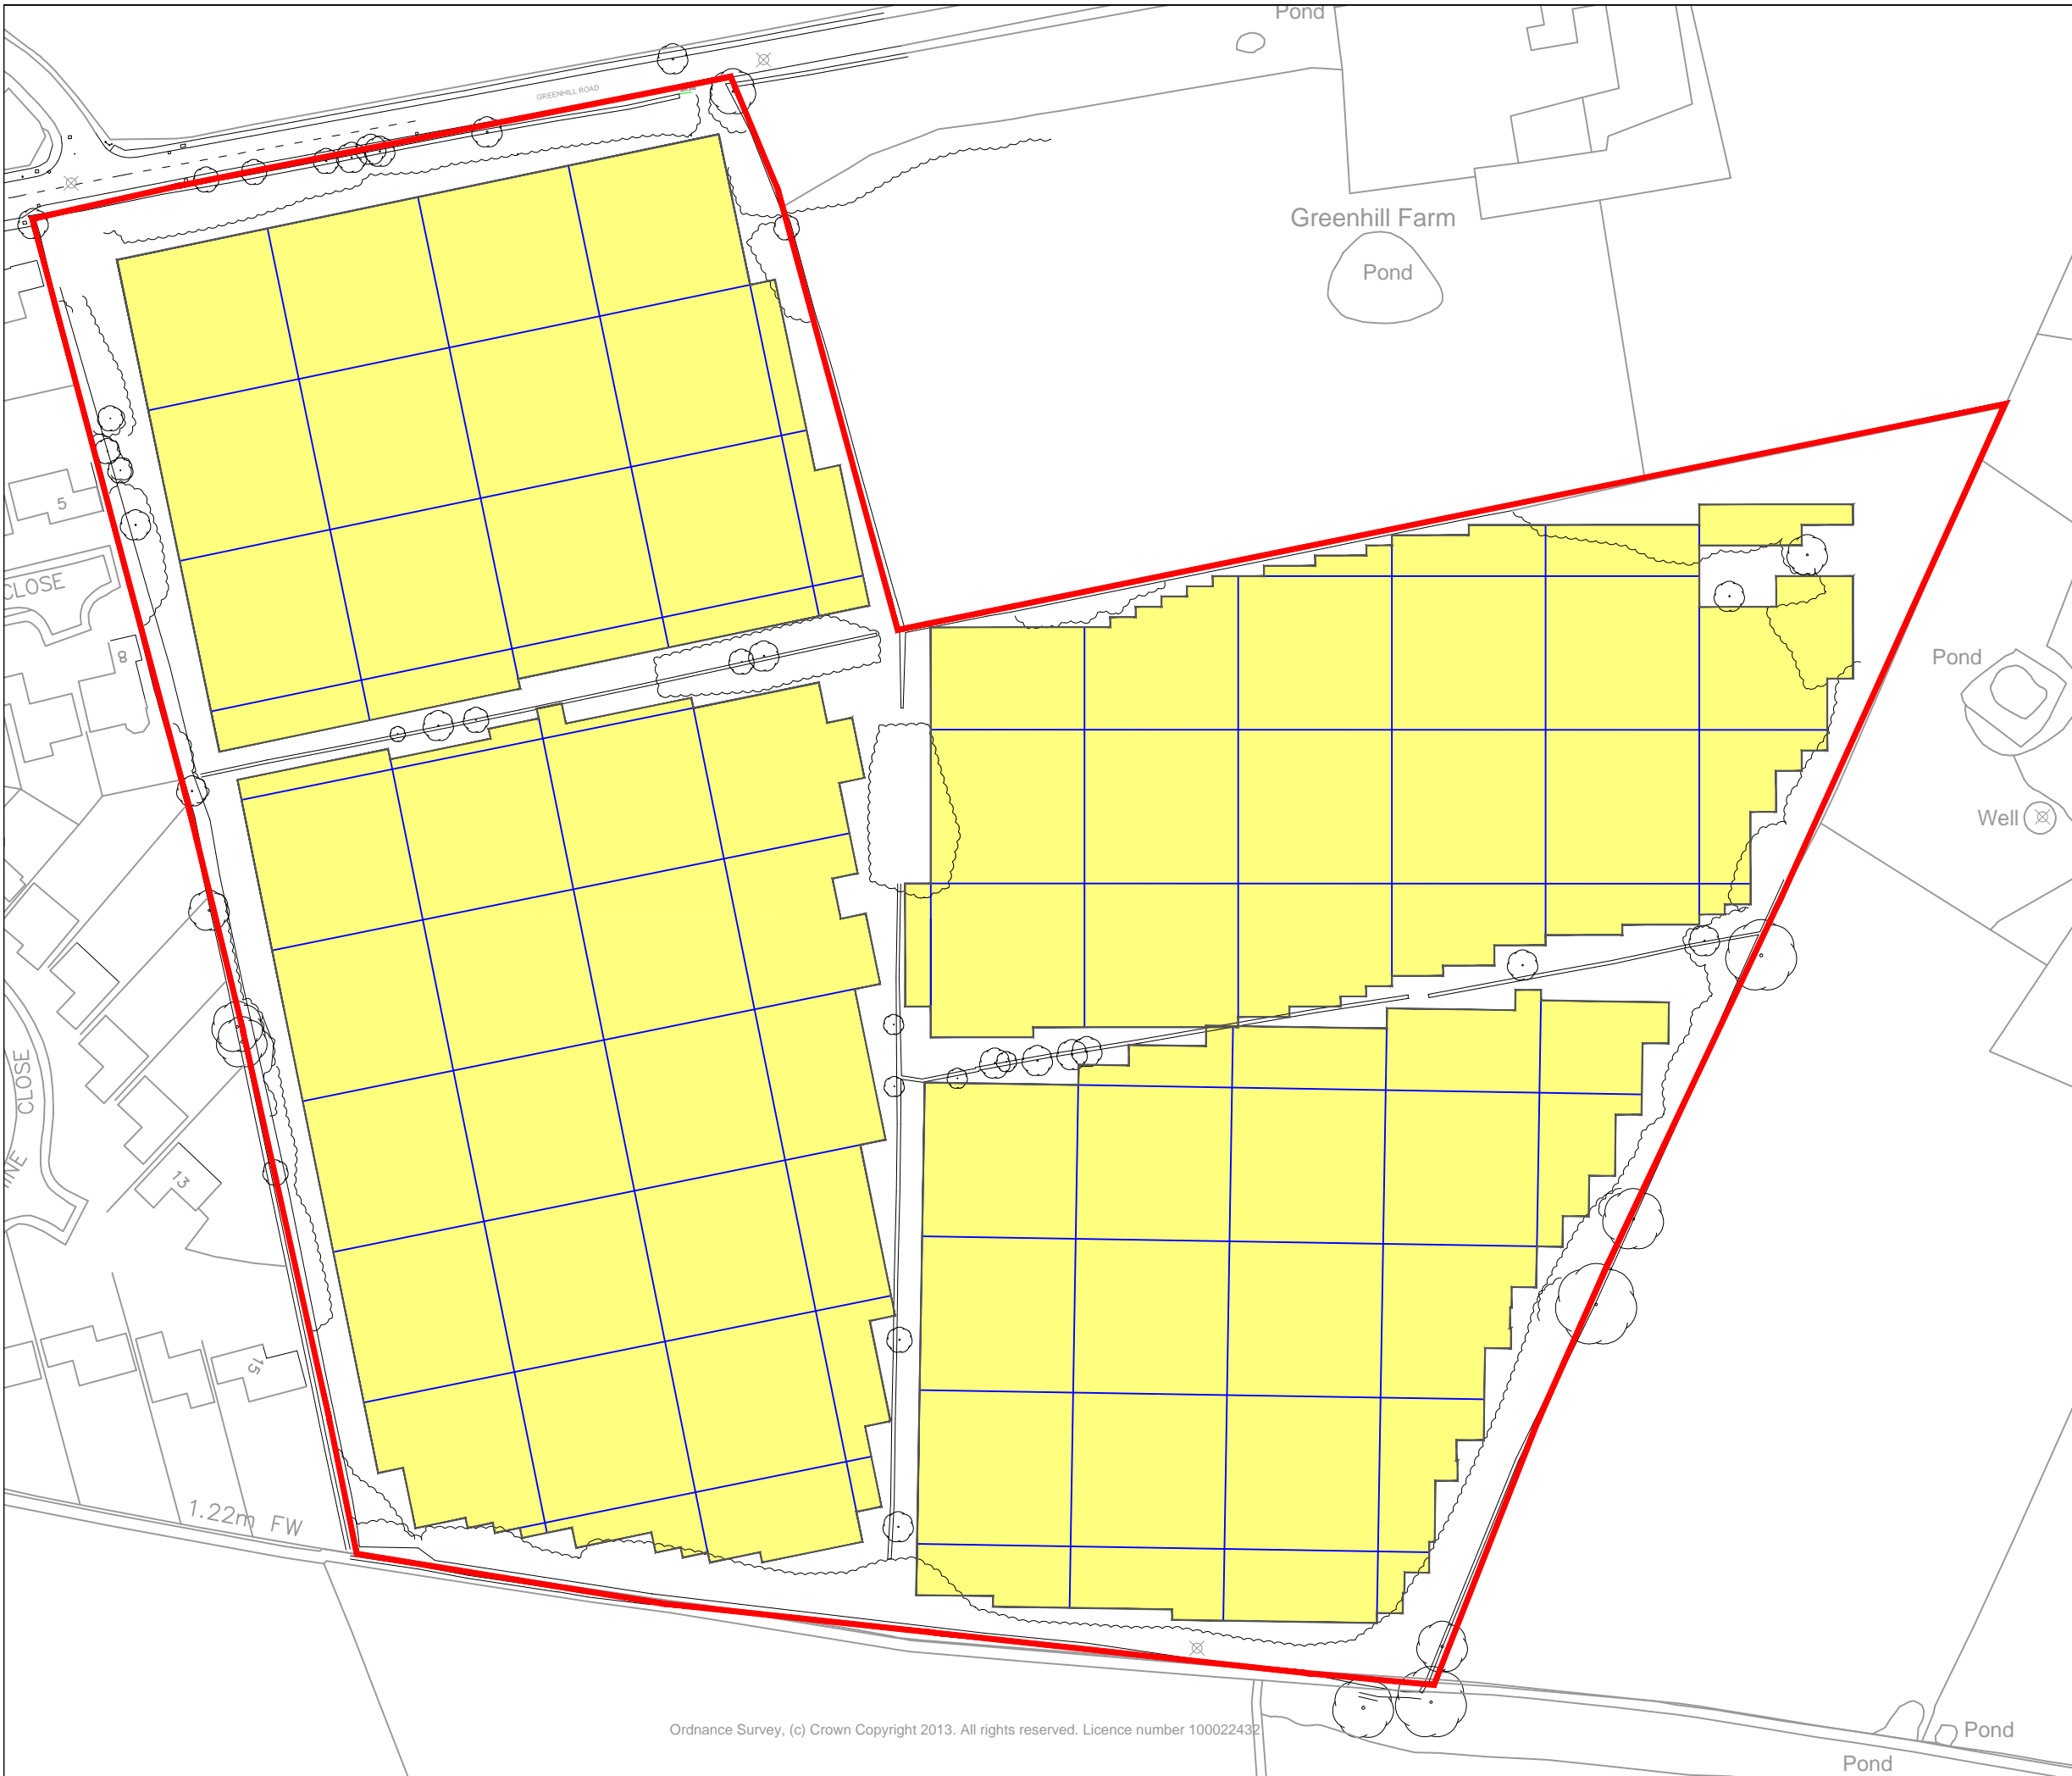 Pond
GREENHILL ROAD
Greenhill Farm
Pond
5
CLOSE
8
Pond
Well
CLOSE
13
15
1.22m FW
Ordnance Survey, (c) Crown Copyright 2013. All rights reserved. Licence number 100022432
Pond
Pond